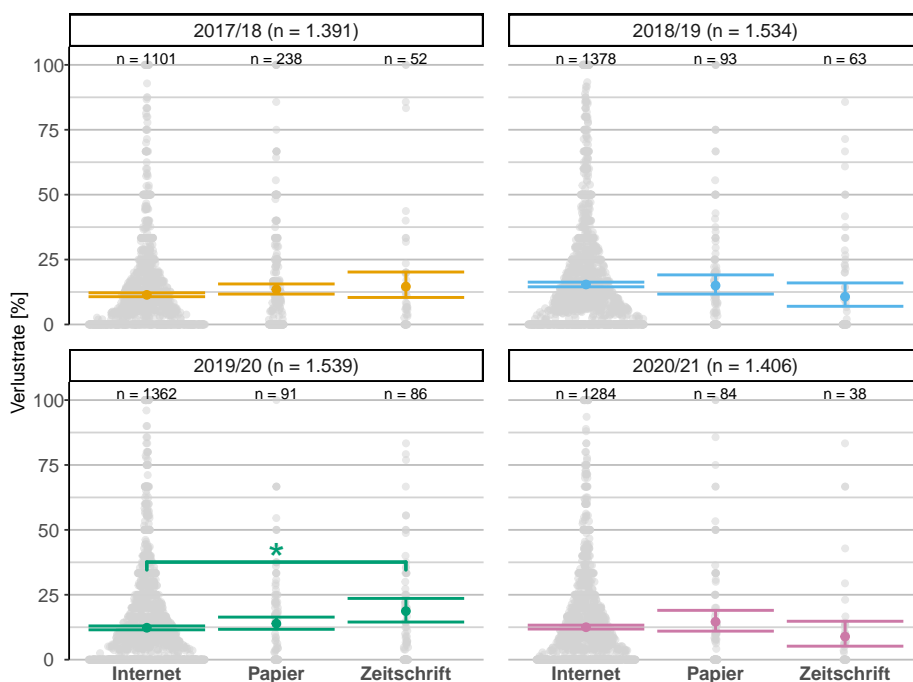 2017/18 (n = 1.391)
2018/19 (n = 1.534)
n = 1101
n = 238
n = 52
n = 1378
n = 93
n = 63
100
75
50
25
0
2019/20 (n = 1.539)
2020/21 (n = 1.406)
n = 1362
n = 91
n = 86
n = 1284
n = 84
n = 38
100
75
50
25
0
*
Verlustrate [%]
Internet
Papier
Zeitschrift
Internet
Papier
Zeitschrift